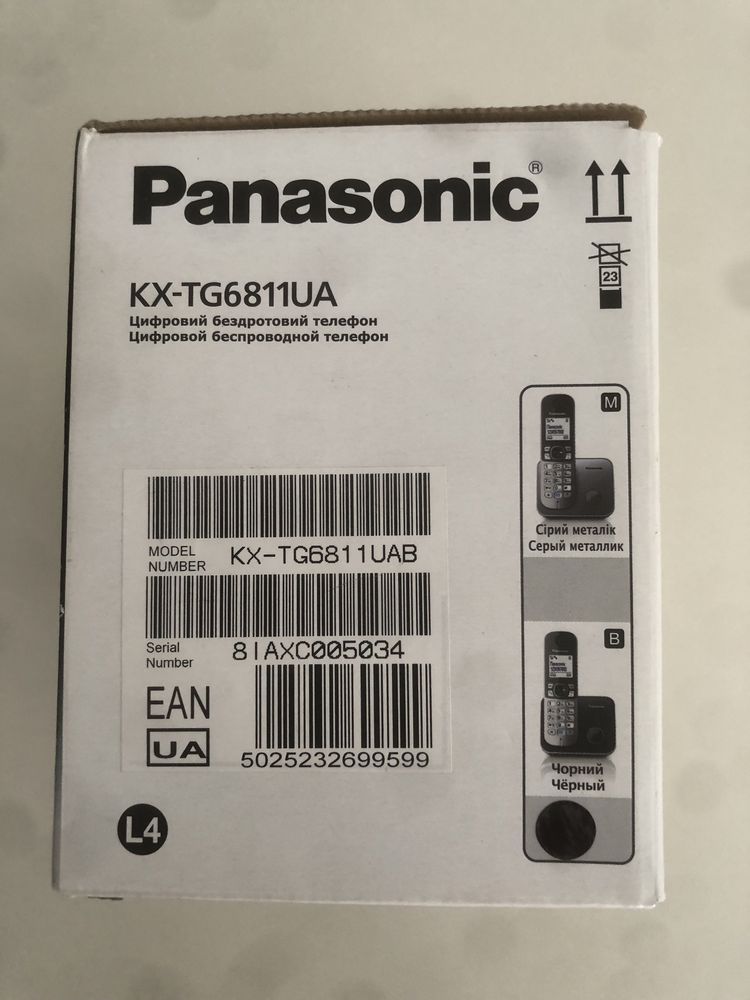 Panasonic®
KX-TG6811UA
Цифровий бездротовий телефон
Цифровой беспроводной телефон
23
M
Сірий металік
Серый металлик
MODEL
NUMBER
KX-TG6811UAB
Serial
Number
8IAXC005034
EAN
UA
5025232699599
B
Чорний
Чёрный
L4